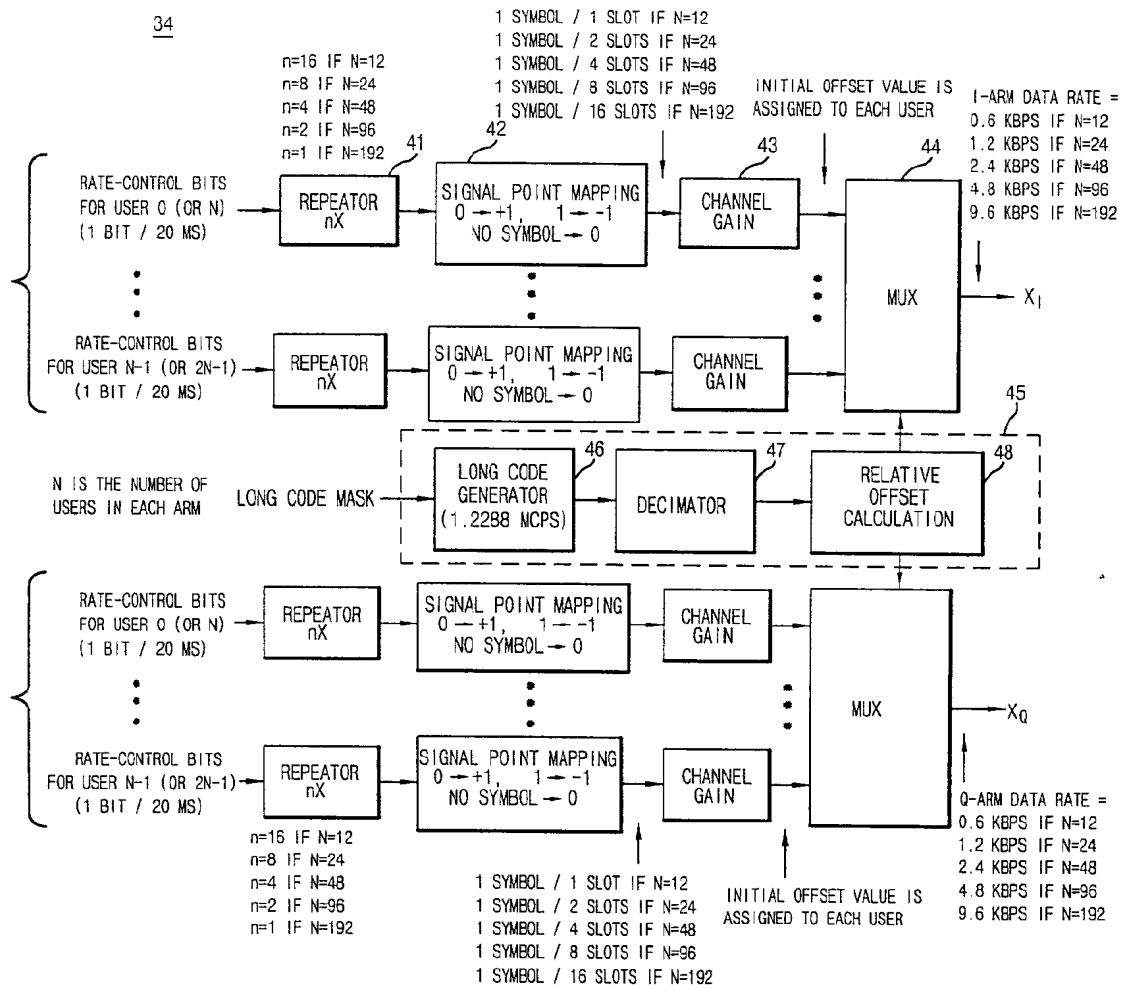 34
1 SYMBOL / 1 SLOT IF N=12
1 SYMBOL / 2 SLOTS IF N=24
1 SYMBOL / 4 SLOTS IF N=48
1 SYMBOL / 8 SLOTS IF N=96
1 SYMBOL / 16 SLOTS IF N=192
n=16 IF N=12
n=8 IF N=24
n=4 IF N=48
n=2 IF N=96
n=1 IF N=192
INITIAL OFFSET VALUE IS
ASSIGNED TO EACH USER
I-ARM DATA RATE =
0.6 KBPS IF N=12
1.2 KBPS IF N=24
2.4 KBPS IF N=48
4.8 KBPS IF N=96
9.6 KBPS IF N=192
41
42
43
44
RATE-CONTROL BITS
FOR USER 0 (OR N)
(1 BIT / 20 MS)
REPEATOR
nX
SIGNAL POINT MAPPING
0→+1, 1→-1
NO SYMBOL→0
CHANNEL
GAIN
MUX
X_I
RATE-CONTROL BITS
FOR USER N-1 (OR 2N-1)
(1 BIT / 20 MS)
REPEATOR
nX
SIGNAL POINT MAPPING
0→+1, 1→-1
NO SYMBOL→0
CHANNEL
GAIN
45
N IS THE NUMBER OF
USERS IN EACH ARM
LONG CODE MASK
LONG CODE
GENERATOR
(1.2288 MCPS)
46
DECIMATOR
47
RELATIVE
OFFSET
CALCULATION
48
RATE-CONTROL BITS
FOR USER 0 (OR N)
(1 BIT / 20 MS)
REPEATOR
nX
SIGNAL POINT MAPPING
0→+1, 1→-1
NO SYMBOL→0
CHANNEL
GAIN
MUX
X_Q
RATE-CONTROL BITS
FOR USER N-1 (OR 2N-1)
(1 BIT / 20 MS)
REPEATOR
nX
SIGNAL POINT MAPPING
0→+1, 1→-1
NO SYMBOL→0
CHANNEL
GAIN
n=16 IF N=12
n=8 IF N=24
n=4 IF N=48
n=2 IF N=96
n=1 IF N=192
1 SYMBOL / 1 SLOT IF N=12
1 SYMBOL / 2 SLOTS IF N=24
1 SYMBOL / 4 SLOTS IF N=48
1 SYMBOL / 8 SLOTS IF N=96
1 SYMBOL / 16 SLOTS IF N=192
INITIAL OFFSET VALUE IS
ASSIGNED TO EACH USER
Q-ARM DATA RATE =
0.6 KBPS IF N=12
1.2 KBPS IF N=24
2.4 KBPS IF N=48
4.8 KBPS IF N=96
9.6 KBPS IF N=192